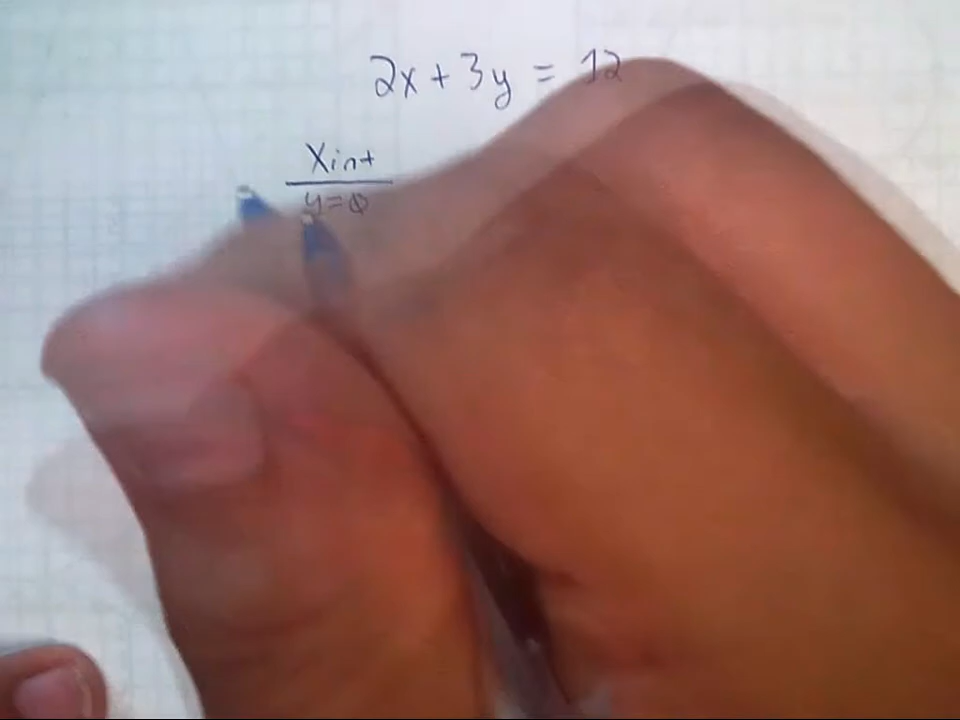 2x + 3y = 12
Xint
y=0